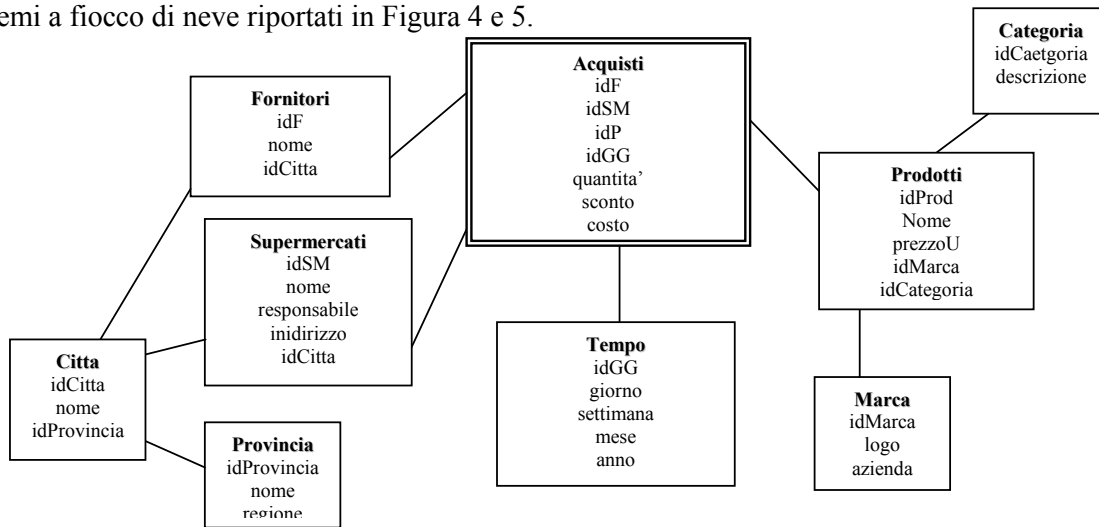 emi a fiocco di neve riportati in Figura 4 e 5.
Categoria
idCaetgoria
descrizione
Acquisti
idF
idSM
idP
idGG
quantita’
sconto
costo
Fornitori
idF
nome
idCitta
Prodotti
idProd
Nome
prezzoU
idMarca
idCategoria
Supermercati
idSM
nome
responsabile
inidirizzo
idCitta
Tempo
idGG
giorno
settimana
mese
anno
Citta
idCitta
nome
idProvincia
Marca
idMarca
logo
azienda
Provincia
idProvincia
nome
regione